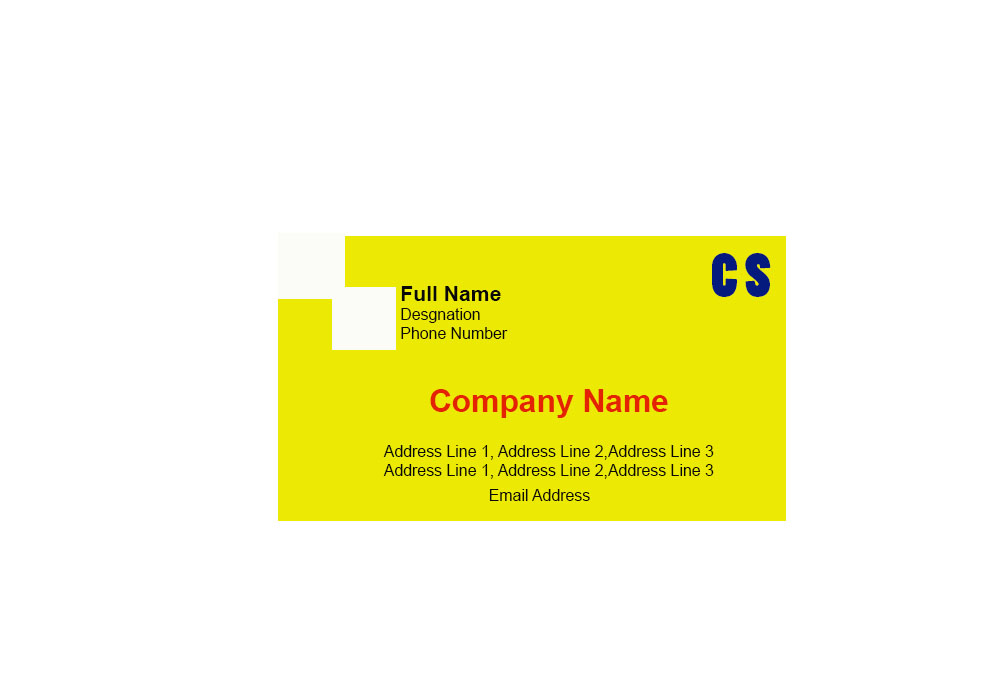 CS
Full Name
Desgnation
Phone Number
Company Name
Address Line 1, Address Line 2,Address Line 3
Address Line 1, Address Line 2,Address Line 3
Email Address